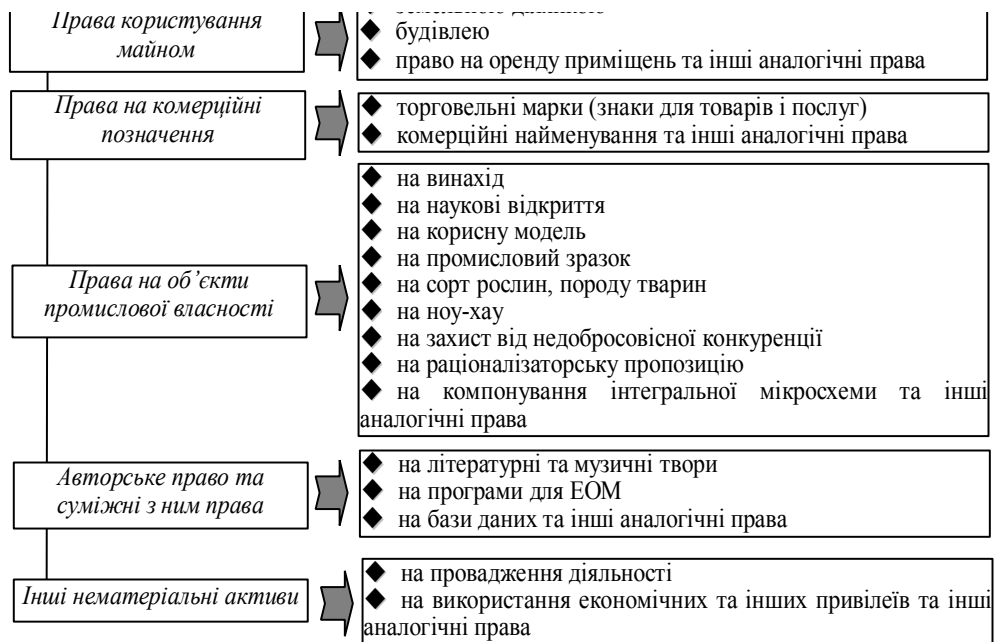 Права користування
майном
будівлею
право на оренду приміщень та інші аналогічні права
Права на комерційні
позначення
торговельні марки (знаки для товарів і послуг)
комерційні найменування та інші аналогічні права
Права на об’єкти
промислової власності
на винахід
на наукові відкриття
на корисну модель
на промисловий зразок
на сорт рослин, породу тварин
на ноу-хау
на захист від недобросовісної конкуренції
на раціоналізаторську пропозицію
на компонування інтегральної мікросхеми та інші
аналогічні права
Авторське право та
суміжні з ним права
на літературні та музичні твори
на програми для ЕОМ
на бази даних та інші аналогічні права
Інші нематеріальні активи
на провадження діяльності
на використання економічних та інших привілеїв та інші
аналогічні права